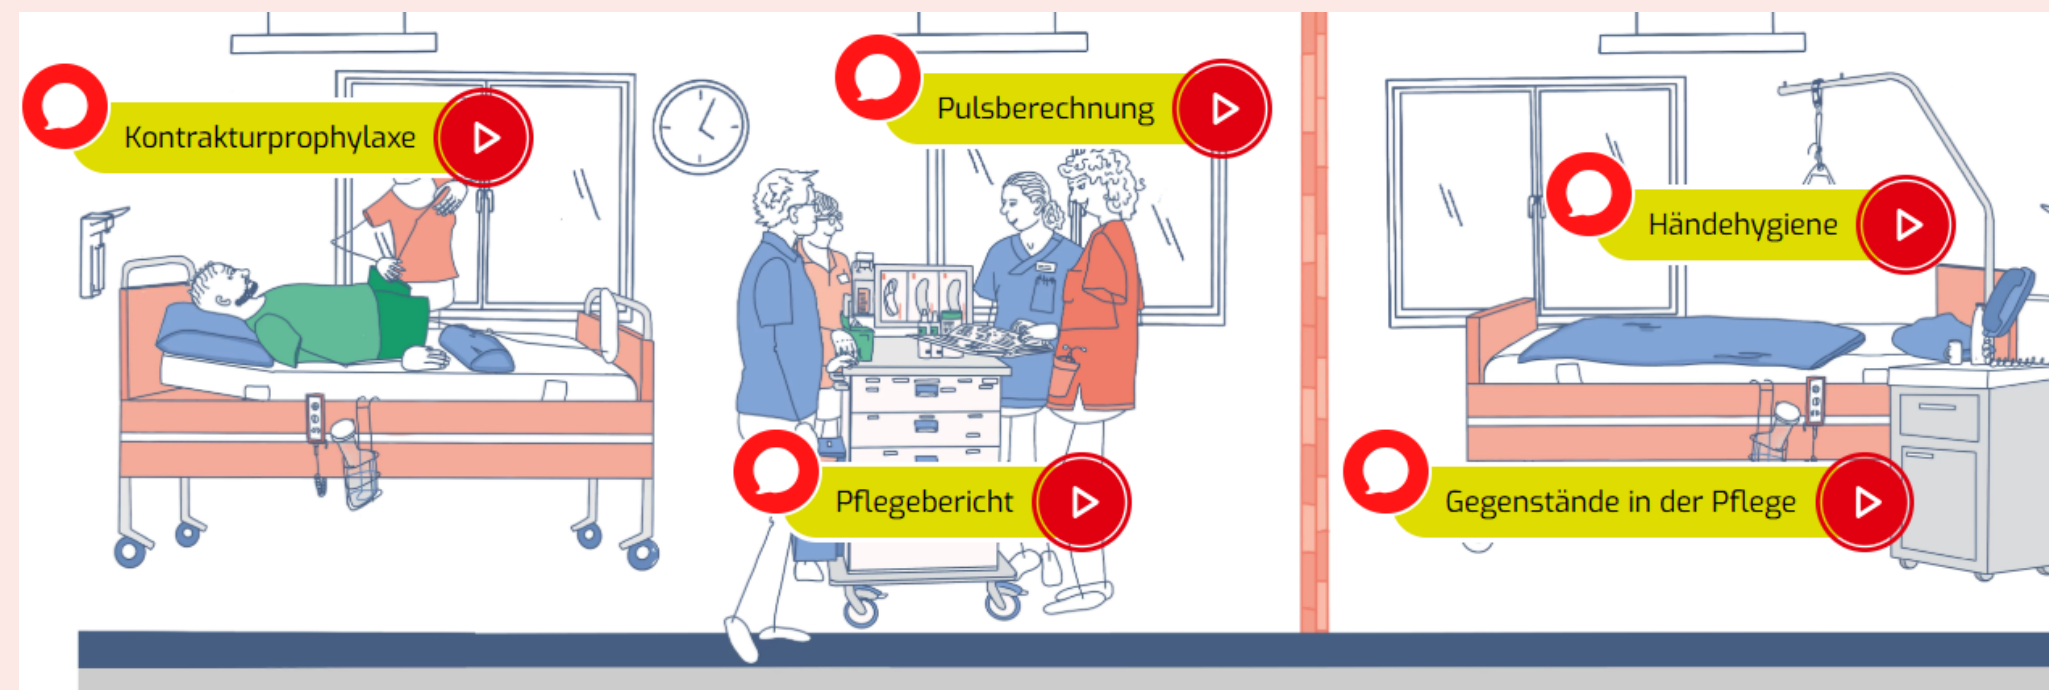 Kontrakturprophylaxe
Pulsberechnung
Händehygiene
Pflegebericht
Gegenstände in der Pflege